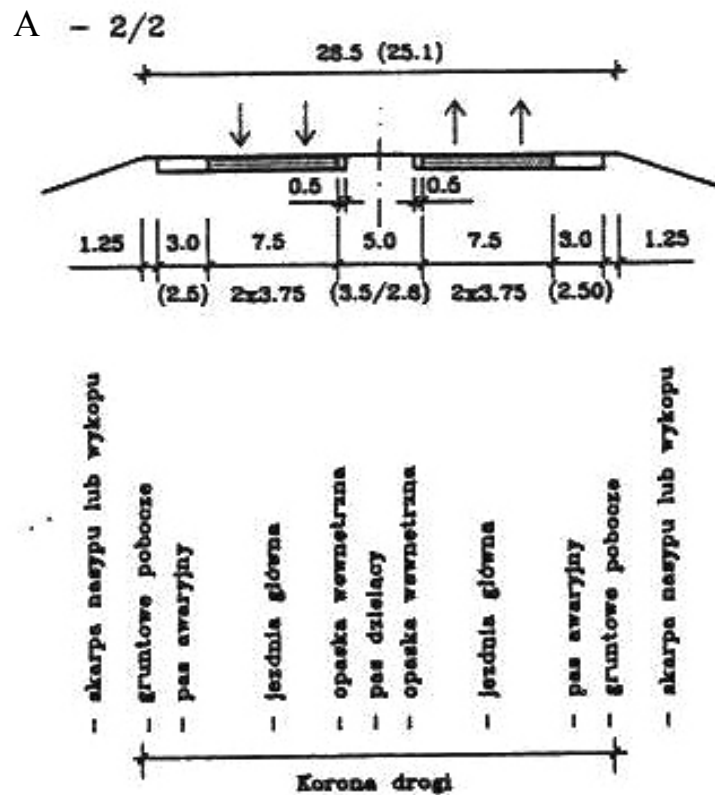 A - 2/2
28.5 (25.1)
0.5 0.5
1.25 3.0 7.5 5.0 7.5 3.0 1.25
(2.5) 2x3.75 (3.5/2.6) 2x3.75 (2.50)
- skarpa nasypu lub wykopu
- gruntowe pobocze
- pas awaryjny
- jezdnia główna
- opaska wewnętrzna
- pas dzielący
- opaska wewnętrzna
- jezdnia główna
- pas awaryjny
- gruntowe pobocze
- skarpa nasypu lub wykopu
Korona drogi